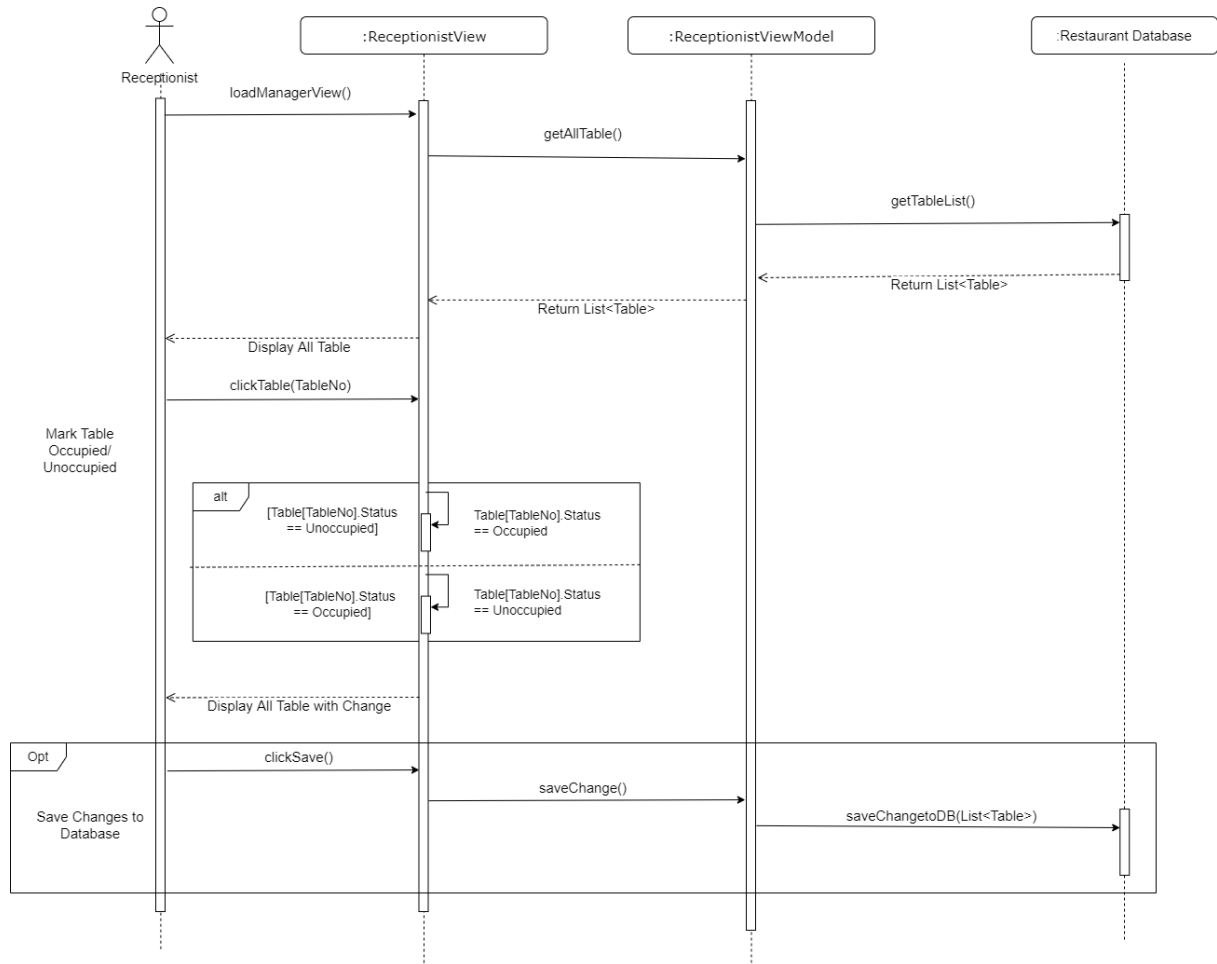 :ReceptionistView
:ReceptionistViewModel
:Restaurant Database
Receptionist
loadManagerView()
getAllTable()
getTableList()
Return List<Table>
Return List<Table>
Display All Table
clickTable(TableNo)
Mark Table
Occupied/
Unoccupied
alt
[Table[TableNo].Status
== Unoccupied]
Table[TableNo].Status
== Occupied
[Table[TableNo].Status
== Occupied]
Table[TableNo].Status
== Unoccupied
Display All Table with Change
Opt
clickSave()
saveChange()
Save Changes to
Database
saveChangetoDB(List<Table>)